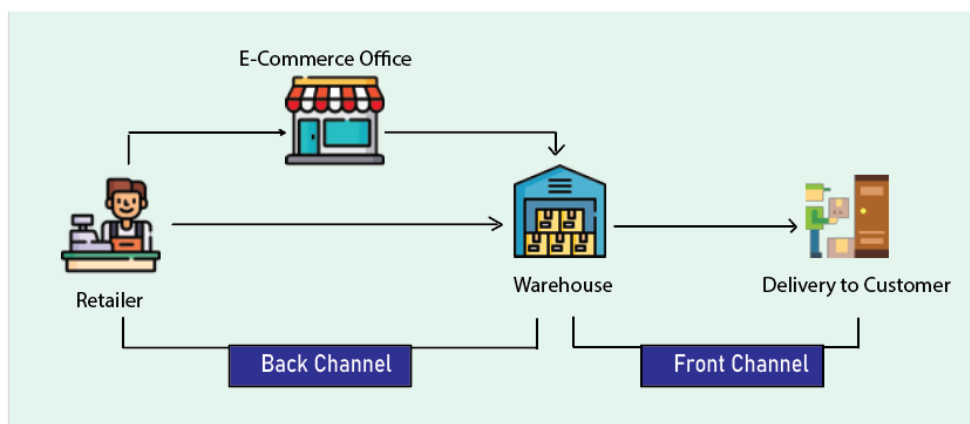 E-Commerce Office
Retailer
Warehouse
Delivery to Customer
Back Channel
Front Channel